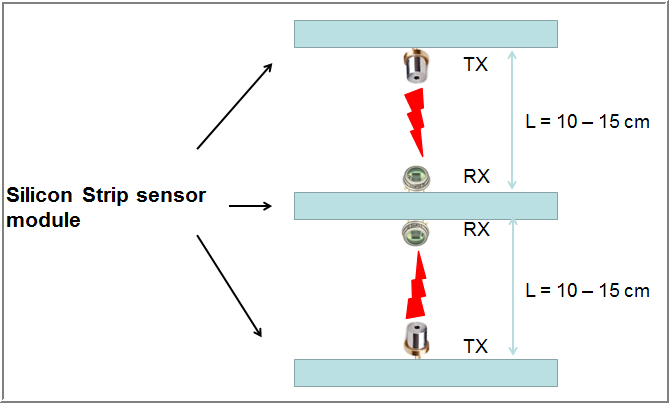 TX
L = 10 – 15 cm
RX
Silicon Strip sensor
module
RX
L = 10 – 15 cm
TX